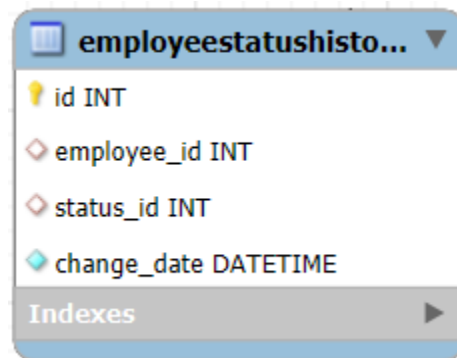 employeestatushisto...
id INT
employee_id INT
status_id INT
change_date DATETIME
Indexes